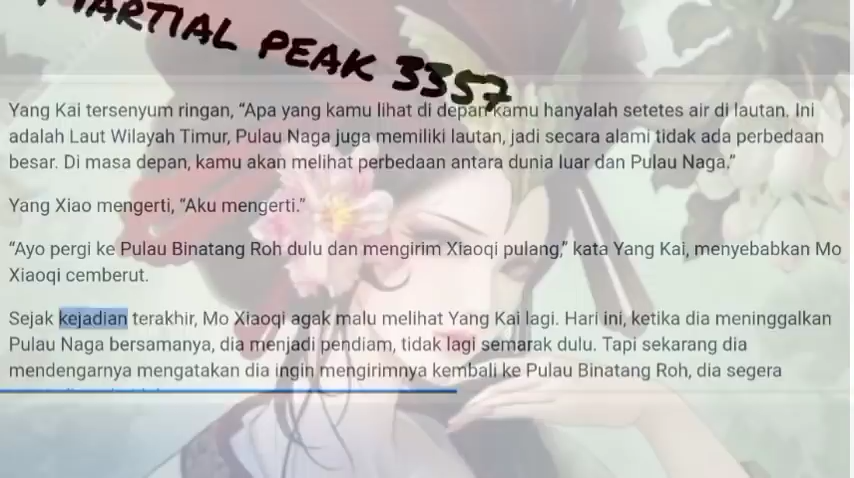 MARTIAL PEAK 3357
Yang Kai tersenyum ringan, “Apa yang kamu lihat di depan kamu hanyalah setetes air di lautan. Ini
adalah Laut Wilayah Timur, Pulau Naga juga memiliki lautan, jadi secara alami tidak ada perbedaan
besar. Di masa depan, kamu akan melihat perbedaan antara dunia luar dan Pulau Naga.”
Yang Xiao mengerti, “Aku mengerti.”
“Ayo pergi ke Pulau Binatang Roh dulu dan mengirim Xiaoqi pulang,” kata Yang Kai, menyebabkan Mo
Xiaoqi cemberut.
Sejak kejadian terakhir, Mo Xiaoqi agak malu melihat Yang Kai lagi. Hari ini, ketika dia meninggalkan
Pulau Naga bersamanya, dia menjadi pendiam, tidak lagi semarak dulu. Tapi sekarang dia
mendengarnya mengatakan dia ingin mengirimnya kembali ke Pulau Binatang Roh, dia segera